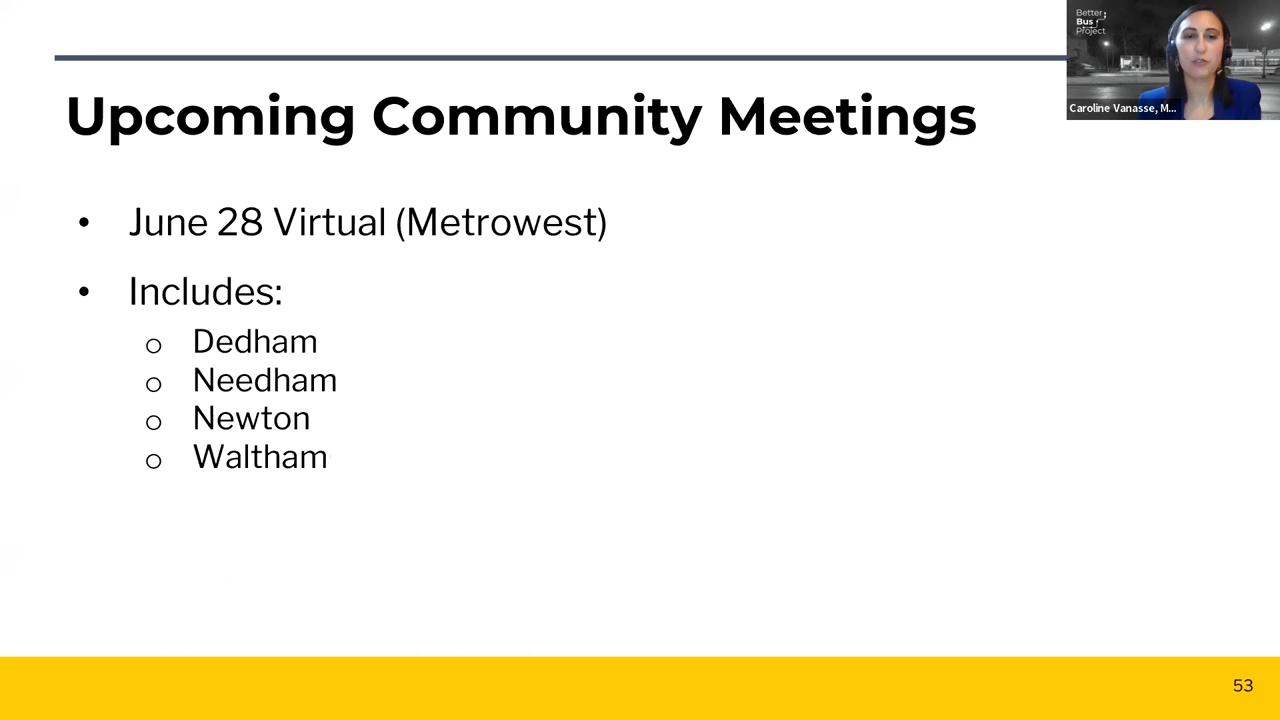 Better
Bus
Project
Caroline Vanasse, M...
Upcoming Community Meetings
• June 28 Virtual (Metrowest)
• Includes:
o Dedham
o Needham
o Newton
o Waltham
53